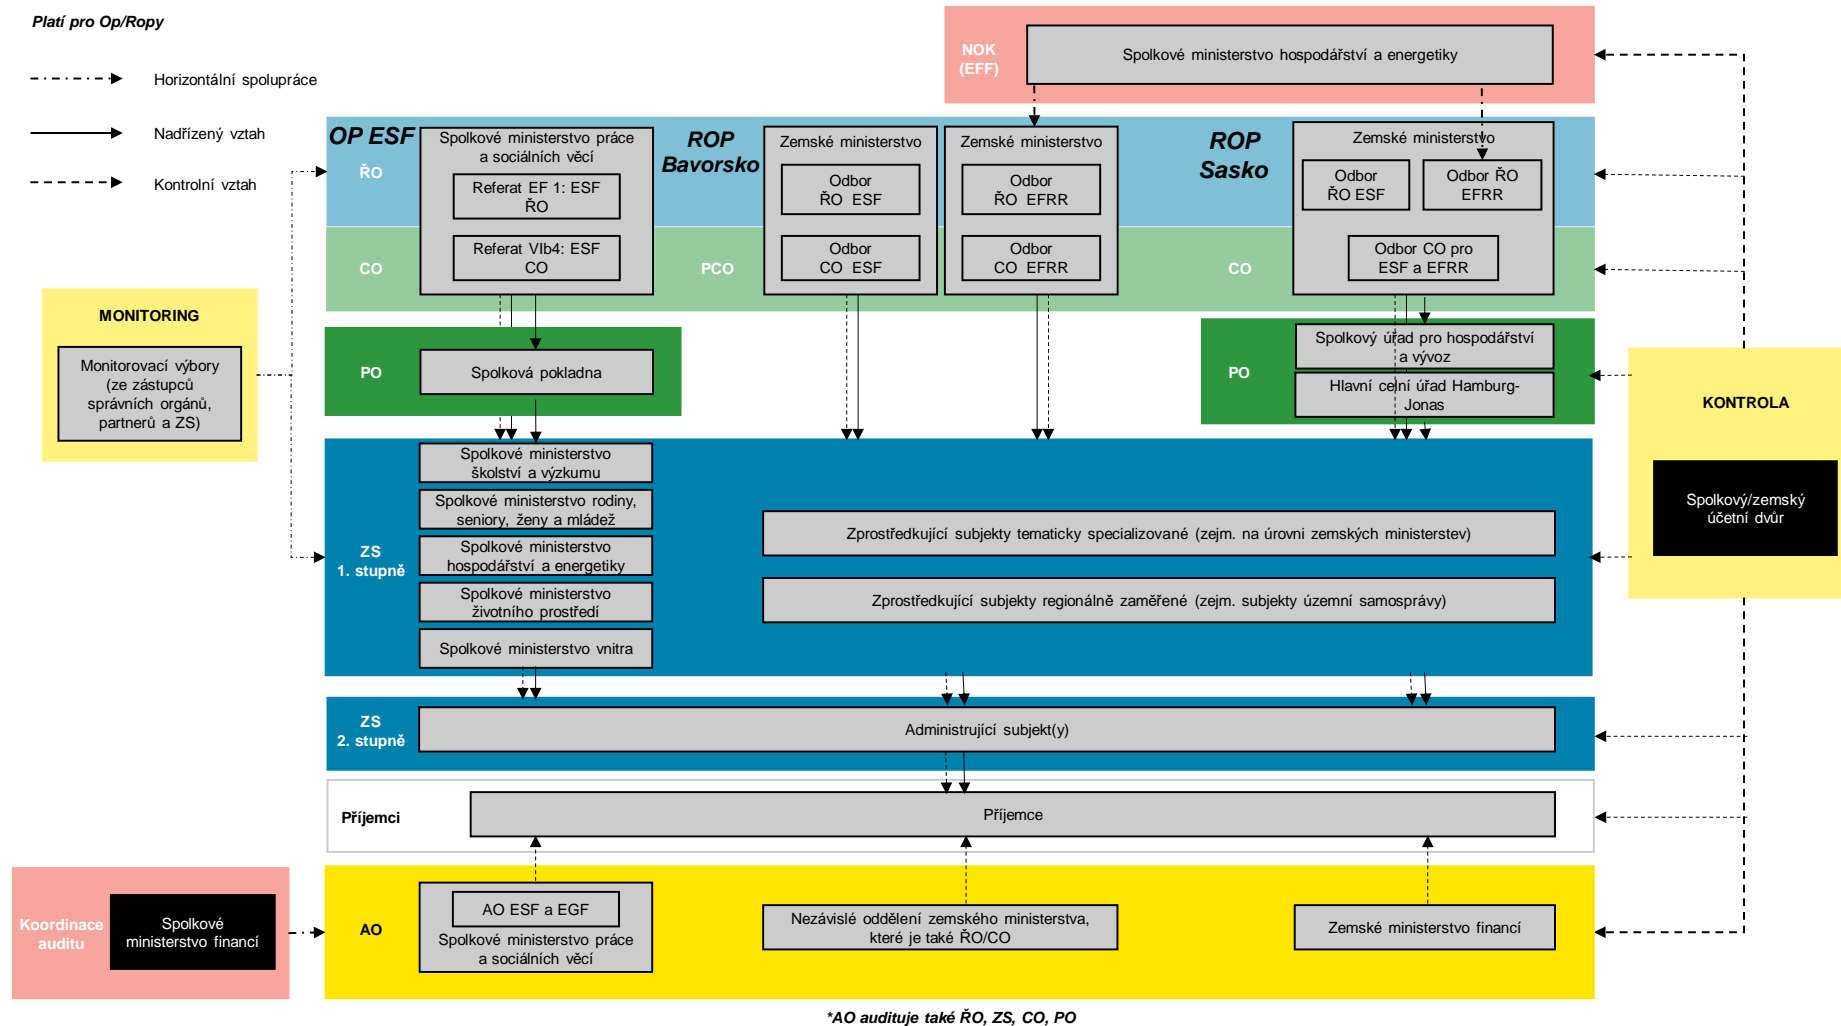 Platí pro Op/Ropy
Horizontální spolupráce
Nadřízený vztah
Kontrolní vztah
NOK
(EFF)
Spolkové ministerstvo hospodářství a energetiky
OP ESF
ŘO
Spolkové ministerstvo práce
a sociálních věcí
Referat EF 1: ESF
ŘO
ROP
Bavorsko
Zemské ministerstvo
Odbor
ŘO ESF
Zemské ministerstvo
Odbor
ŘO EFRR
ROP
Sasko
Zemské ministerstvo
Odbor
ŘO ESF
Odbor ŘO
EFRR
CO
Referat VIb4: ESF
CO
PCO
Odbor
CO ESF
Odbor
CO EFRR
CO
Odbor CO pro
ESF a EFRR
MONITORING
Monitorovací výbory
(ze zástupců
správních orgánů,
partnerů a ZS)
PO
Spolková pokladna
PO
Spolkový úřad pro hospodářství
a vývoz
Hlavní celní úřad Hamburg-
Jonas
KONTROLA
Spolkový/zemský
účetní dvůr
ZS
1. stupně
Spolkové ministerstvo
školství a výzkumu
Spolkové ministerstvo rodiny,
seniory, ženy a mládež
Spolkové ministerstvo
hospodářství a energetiky
Spolkové ministerstvo
životního prostředí
Spolkové ministerstvo vnitra
Zprostředkující subjekty tematicky specializované (zejm. na úrovni zemských ministerstev)
Zprostředkující subjekty regionálně zaměřené (zejm. subjekty územní samosprávy)
ZS
2. stupně
Administrující subjekt(y)
Příjemci
Příjemce
Koordinace
auditu
Spolkové
ministerstvo financí
AO
AO ESF a EGF
Spolkové ministerstvo práce
a sociálních věcí
Nezávislé oddělení zemského ministerstva,
které je také ŘO/CO
Zemské ministerstvo financí
*AO audituje také ŘO, ZS, CO, PO